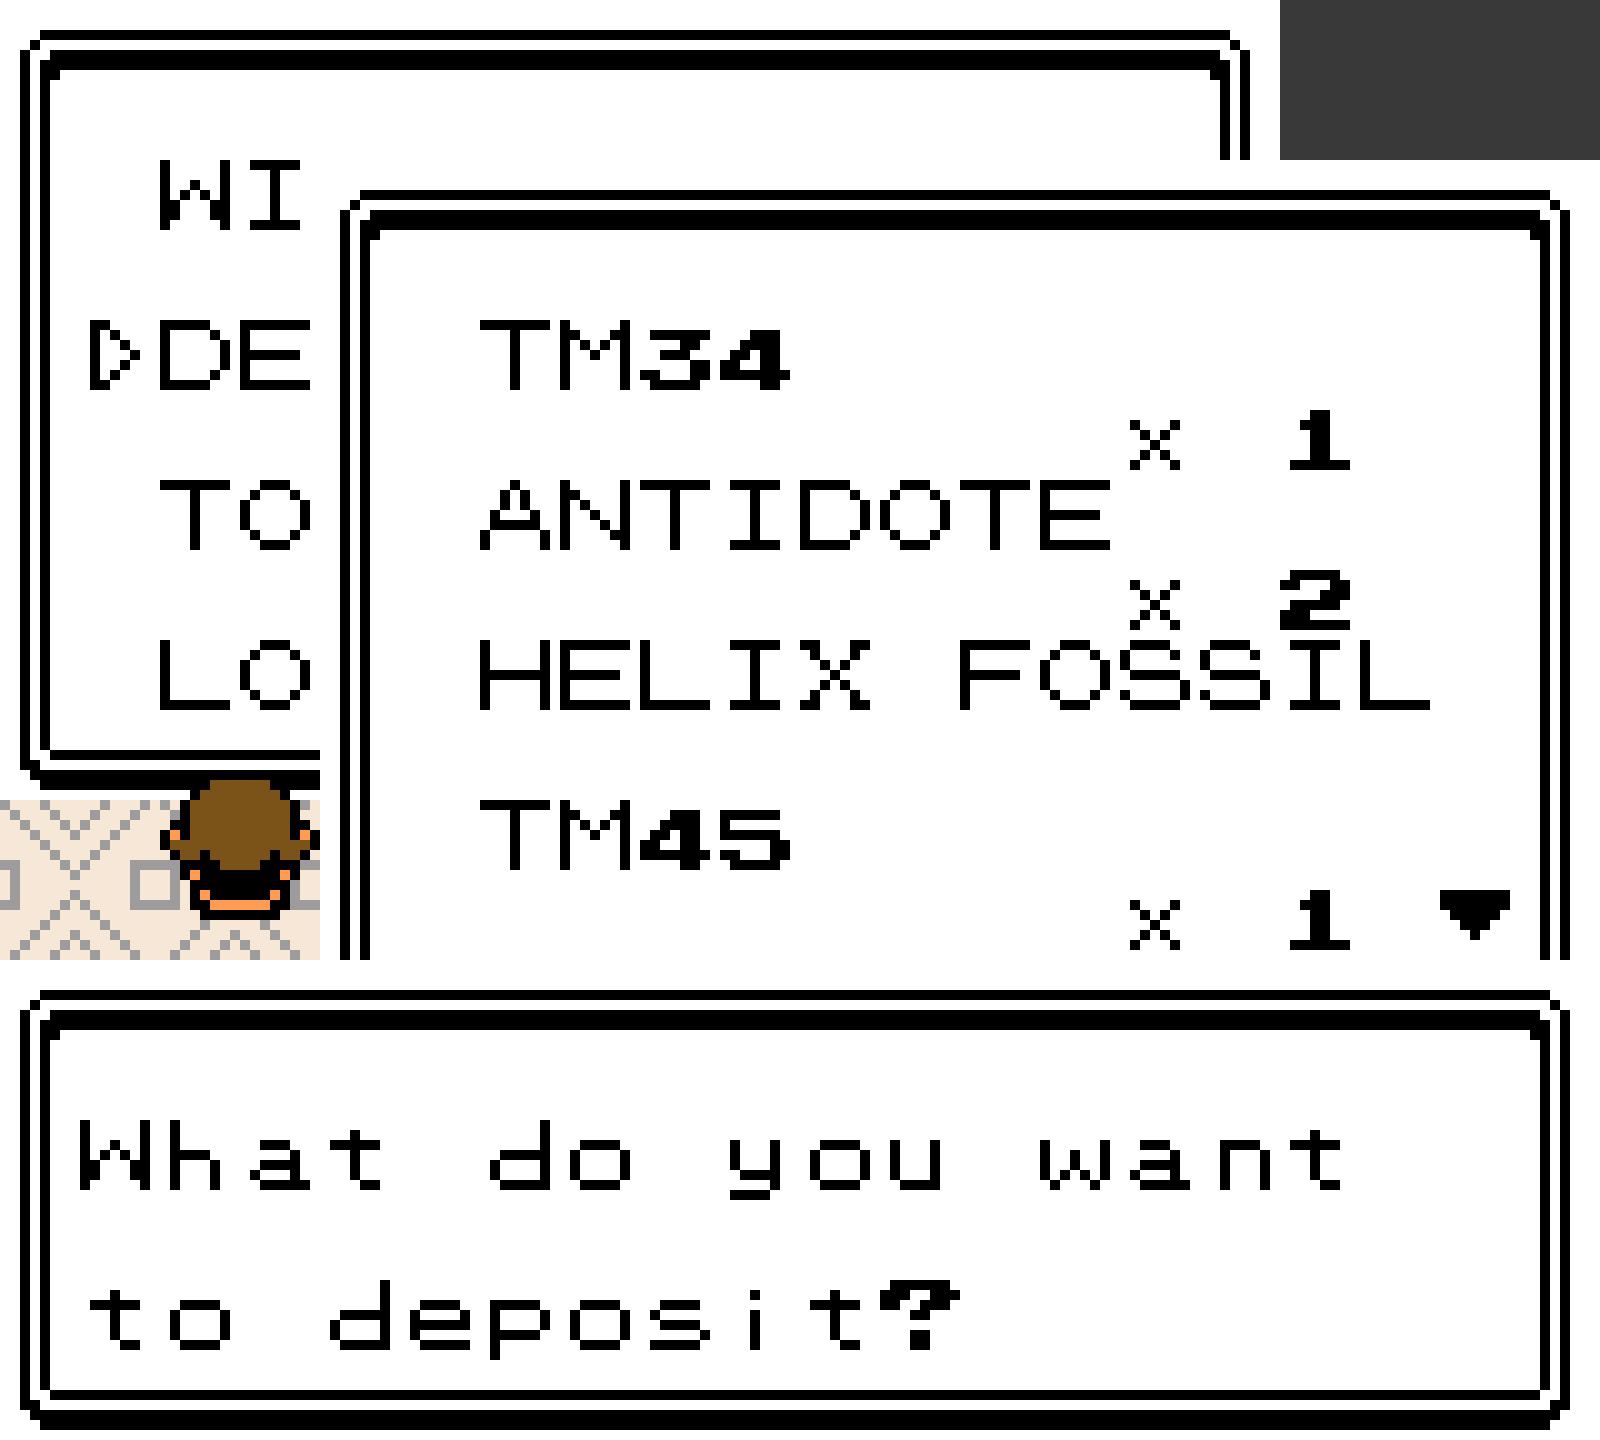 WI
▷DE
TO
LO
TM34
× 1
ANTIDOTE
× 2
HELIX FOSSIL
TM45
× 1 ▼
What do you want
to deposit?